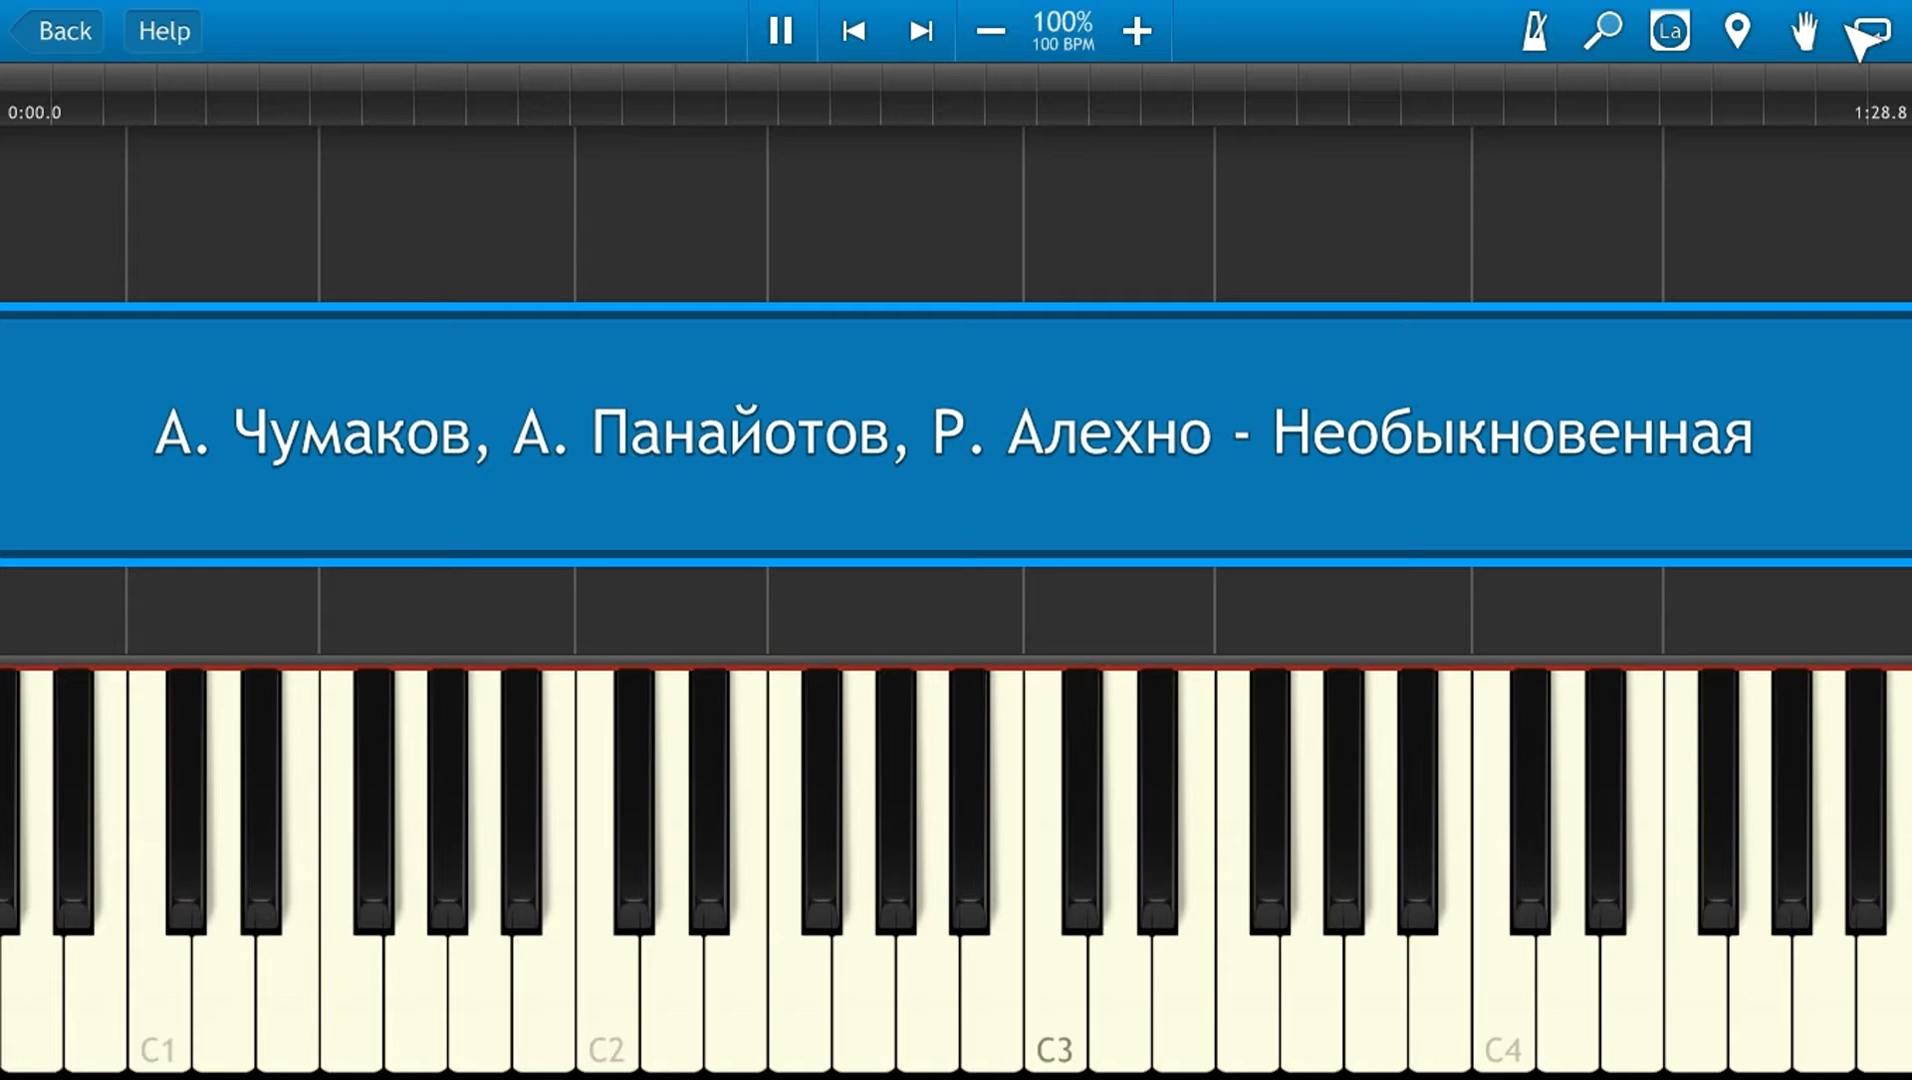 Back
Help
100%
100 BPM
La
0:00.0
1:28.8
А. Чумаков, А. Панайотов, Р. Алехно - Необыкновенная
C1
C2
C3
C4